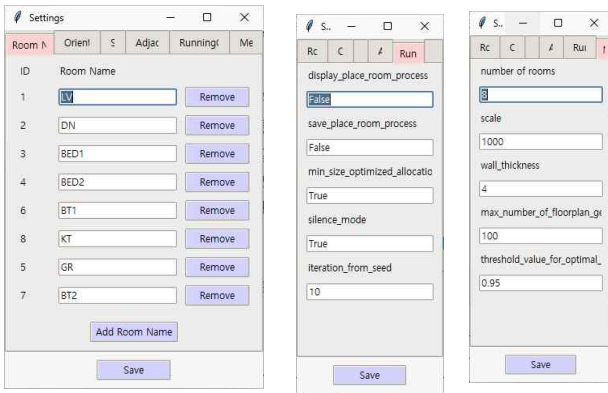 Settings
Room N Orient S Adjac Running( Me
ID Room Name
1 LV Remove
2 DN Remove
3 BED1 Remove
4 BED2 Remove
6 BT1 Remove
8 KT Remove
5 GR Remove
7 BT2 Remove
Add Room Name
Save
S..
Rc C A Run
display_place_room_process
False
save_place_room_process
False
min_size_optimized_allocatio
True
silence_mode
True
iteration_from_seed
10
Save
S..
Rc C A Rui
number of rooms
8
scale
1000
wall_thickness
4
max_number_of_floorplan_ge
100
threshold_value_for_optimal_
0.95
Save